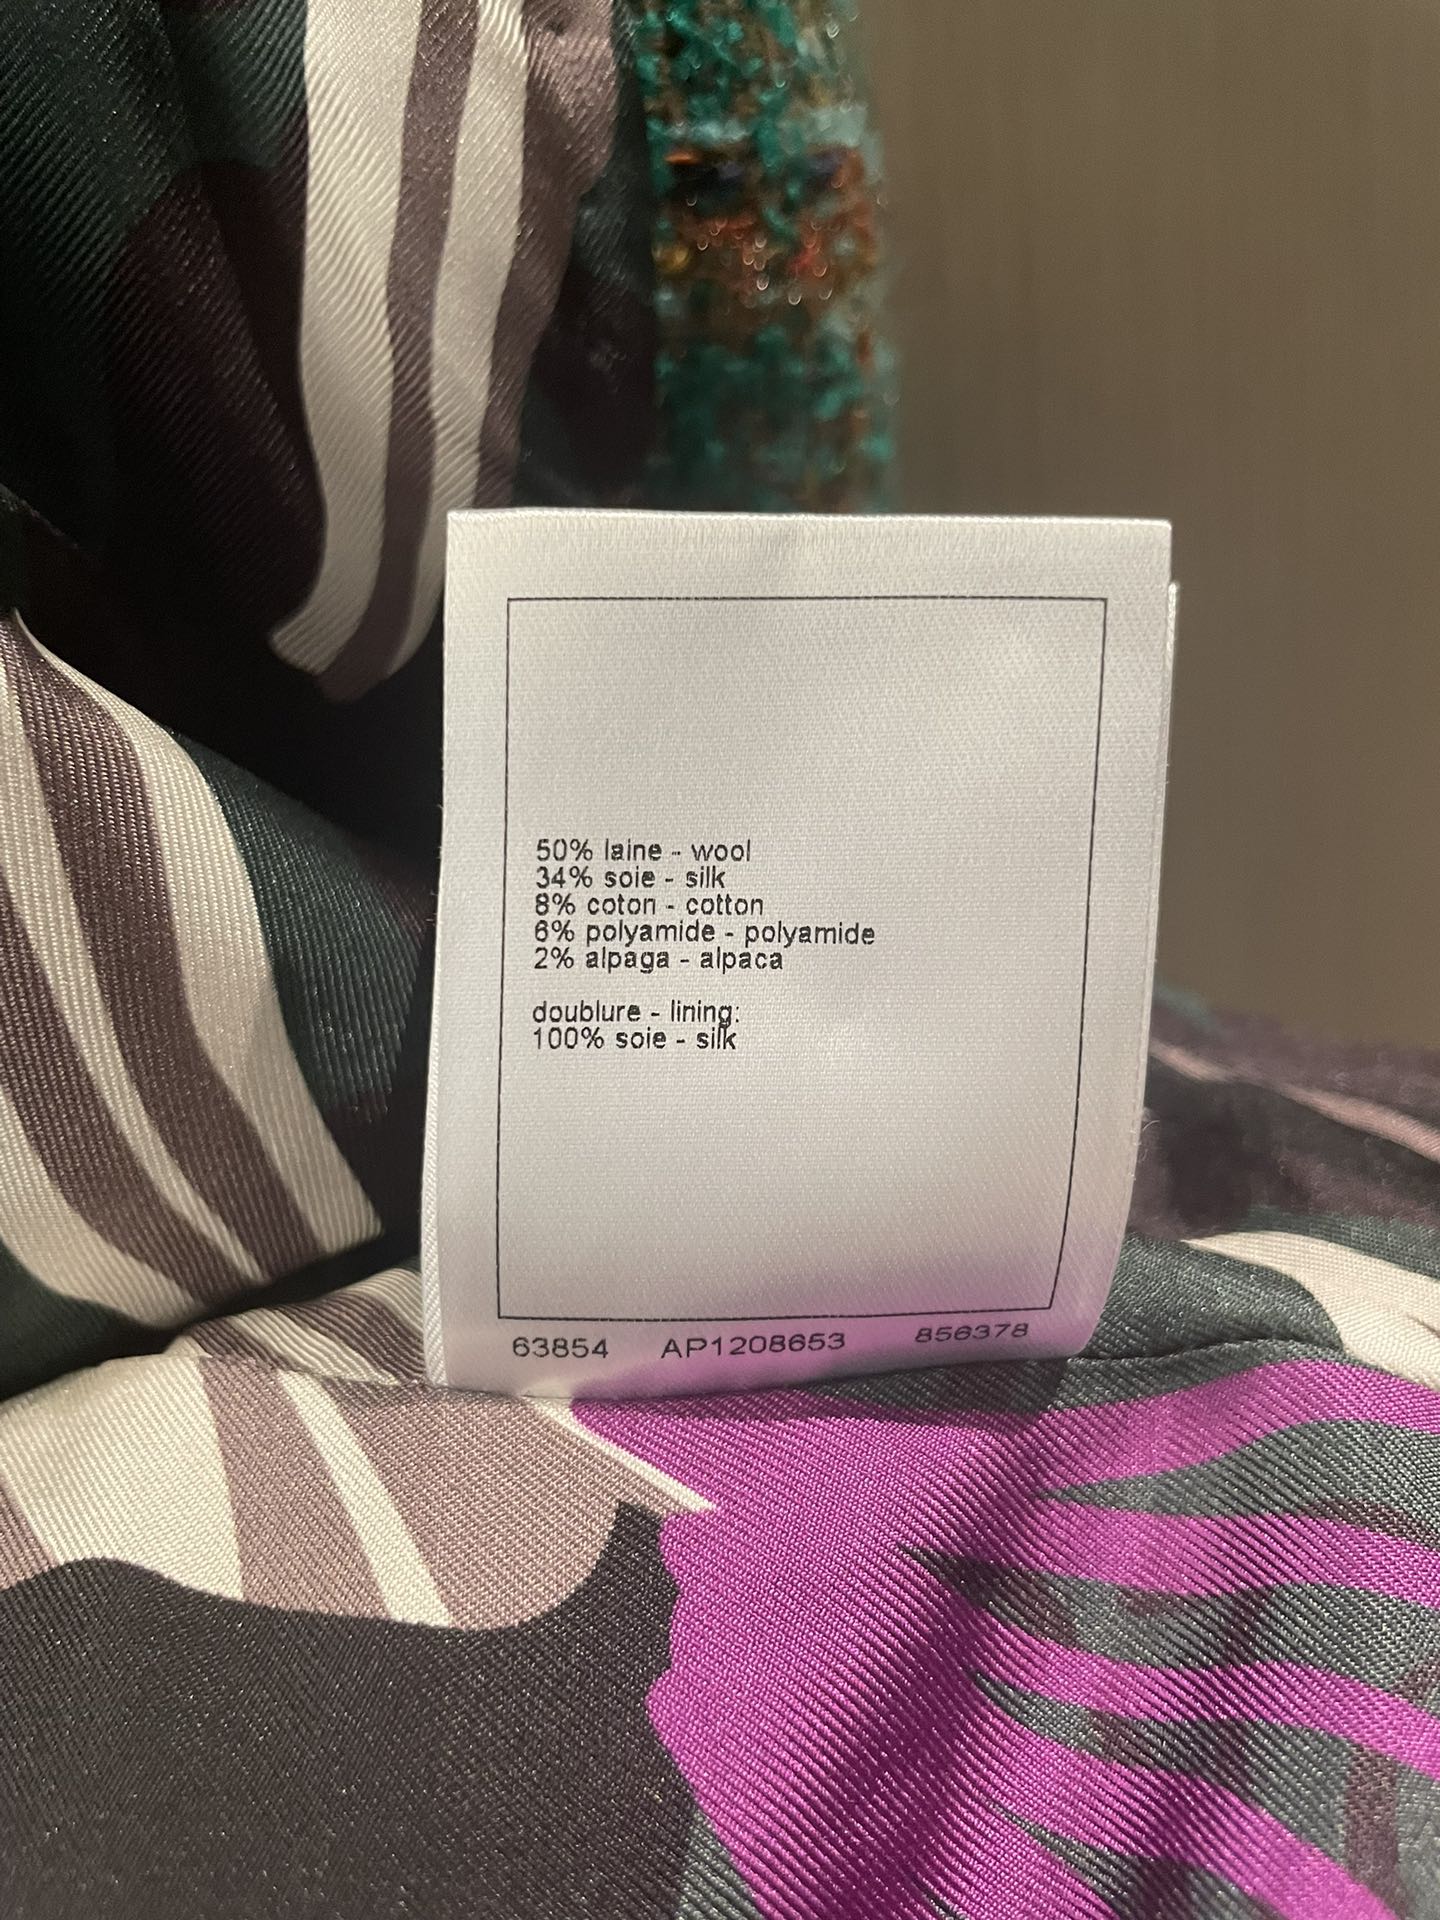 50% laine - wool
34% soie - silk
8% coton - cotton
6% polyamide - polyamide
2% alpaga - alpaca
doublure - lining:
100% soie - silk
63854 AP1208653 856378